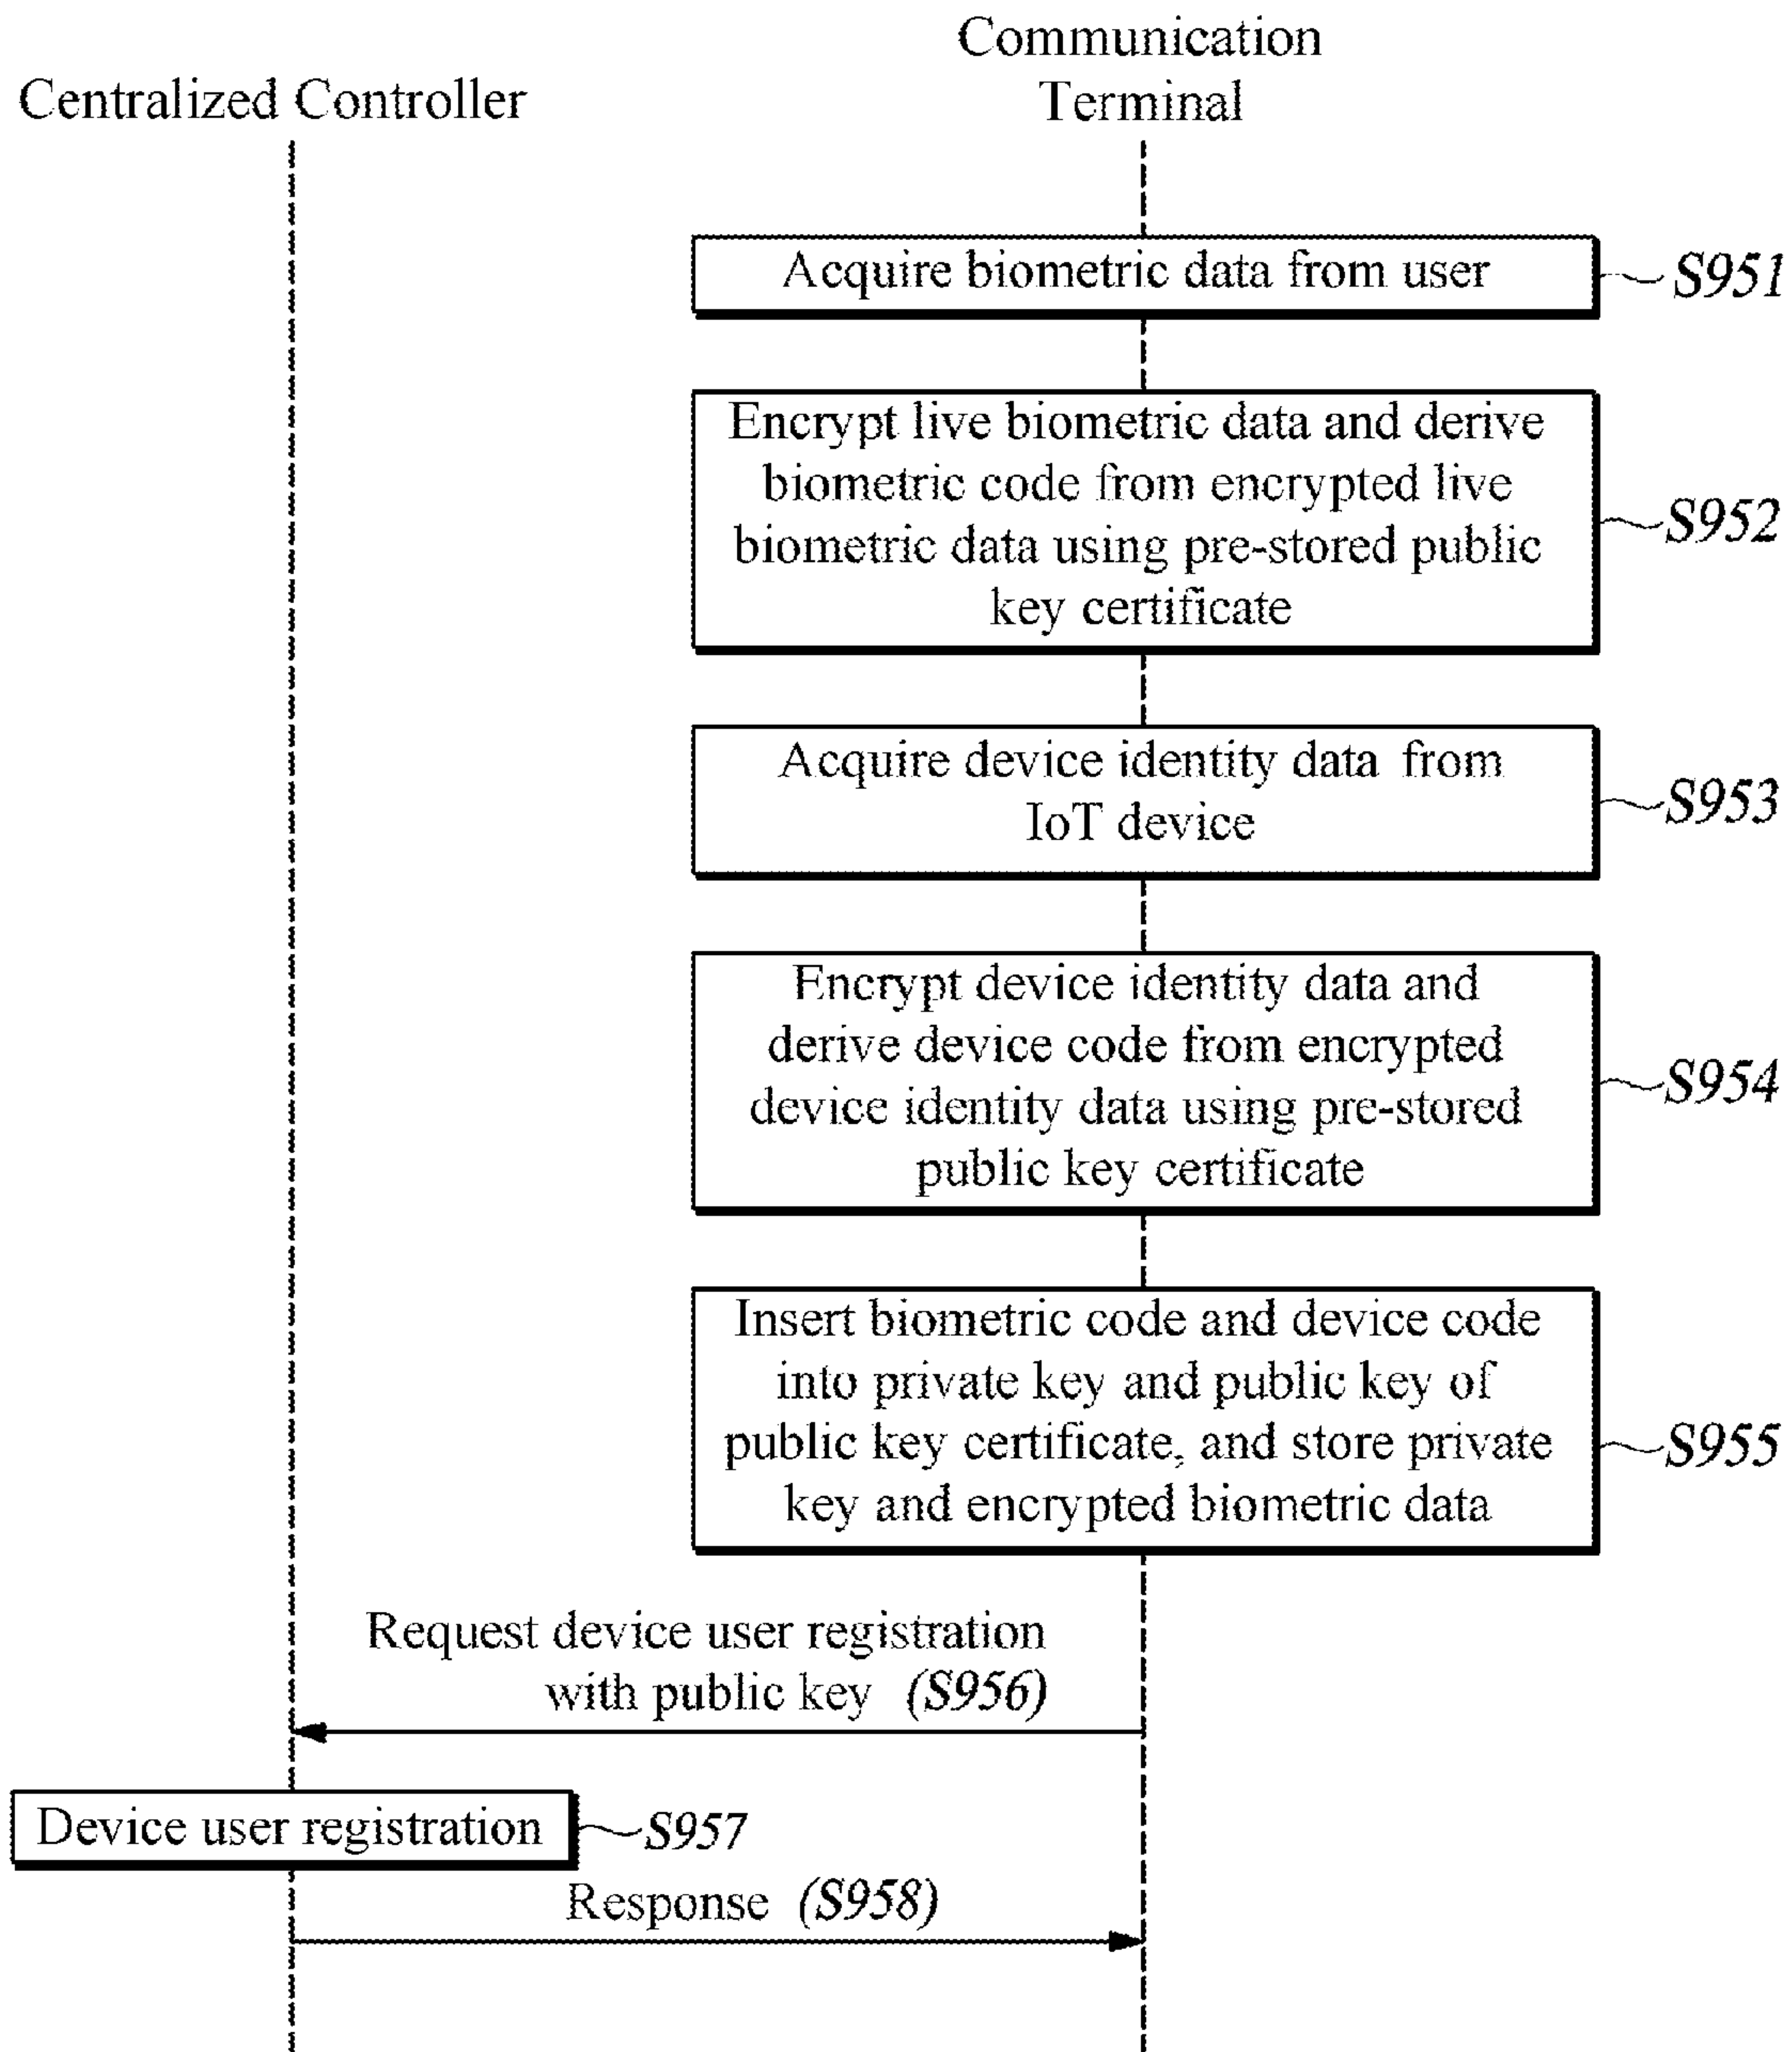 Communication
Terminal
Centralized Controller
Acquire biometric data from user
S951
Encrypt live biometric data and derive
biometric code from encrypted live
biometric data using pre-stored public
key certificate
S952
Acquire device identity data from
IoT device
S953
Encrypt device identity data and
derive device code from encrypted
device identity data using pre-stored
public key certificate
S954
Insert biometric code and device code
into private key and public key of
public key certificate, and store private
key and encrypted biometric data
S955
Request device user registration
with public key (S956)
Device user registration
S957
Response (S958)